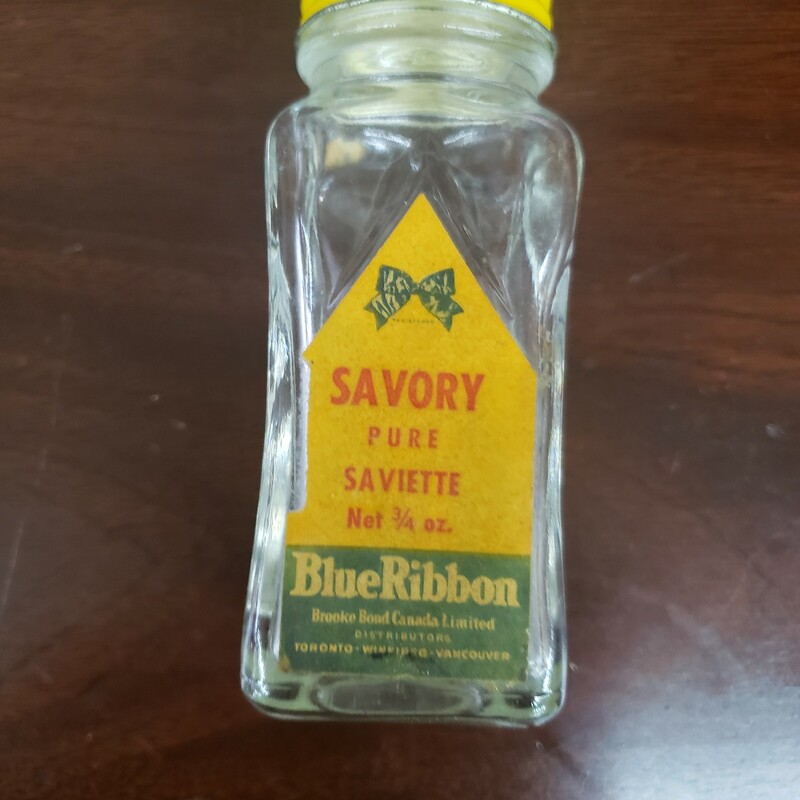 SAVORY
PURE
SAVIETTE
Net ¾ oz.
BlueRibbon
Brooke Bond Canada Limited
DISTRIBUTORS
TORONTO - WINNIPEG - VANCOUVER